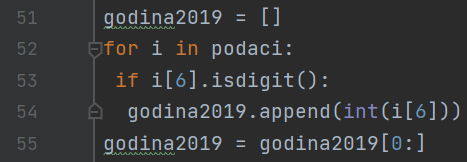 51 godina2019 = []
52 for i in podaci:
53 if i[6].isdigit():
54 godina2019.append(int(i[6]))
55 godina2019 = godina2019[0:]